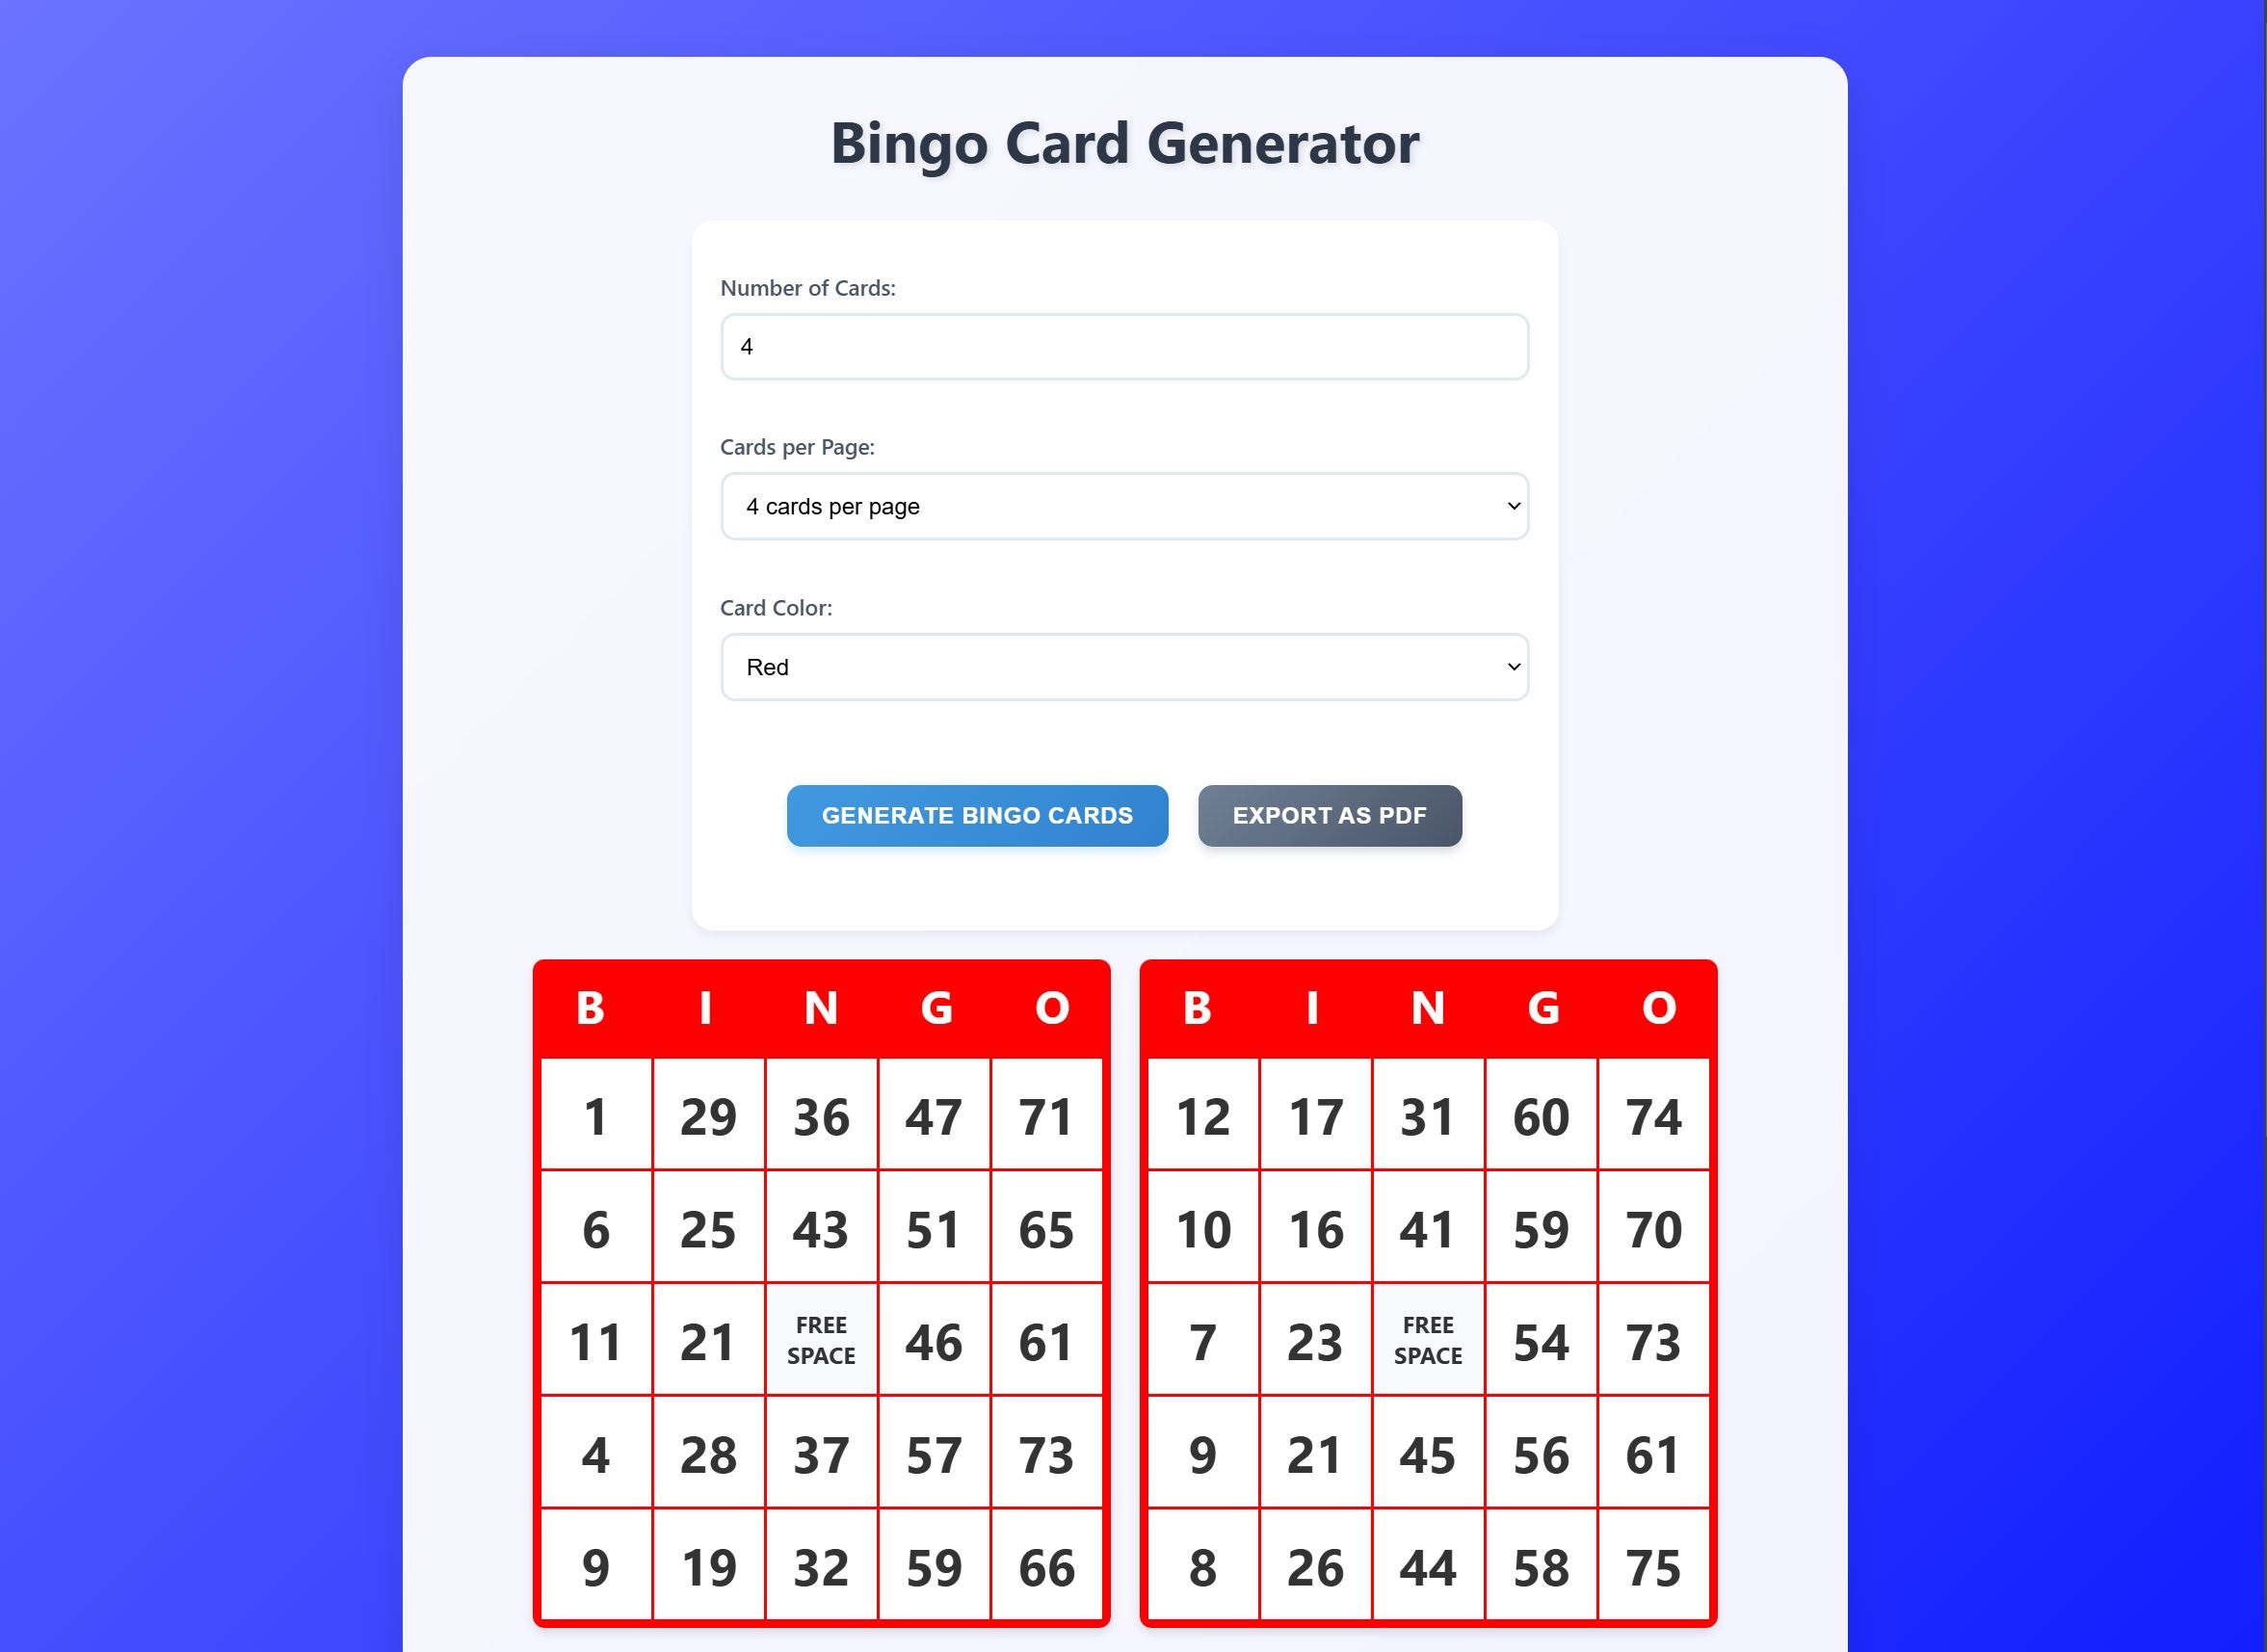 Bingo Card Generator
Number of Cards:
4
Cards per Page:
4 cards per page
Card Color:
Red
GENERATE BINGO CARDS
EXPORT AS PDF
B I N G O
1 29 36 47 71
6 25 43 51 65
11 21 FREE SPACE 46 61
4 28 37 57 73
9 19 32 59 66
B I N G O
12 17 31 60 74
10 16 41 59 70
7 23 FREE SPACE 54 73
9 21 45 56 61
8 26 44 58 75